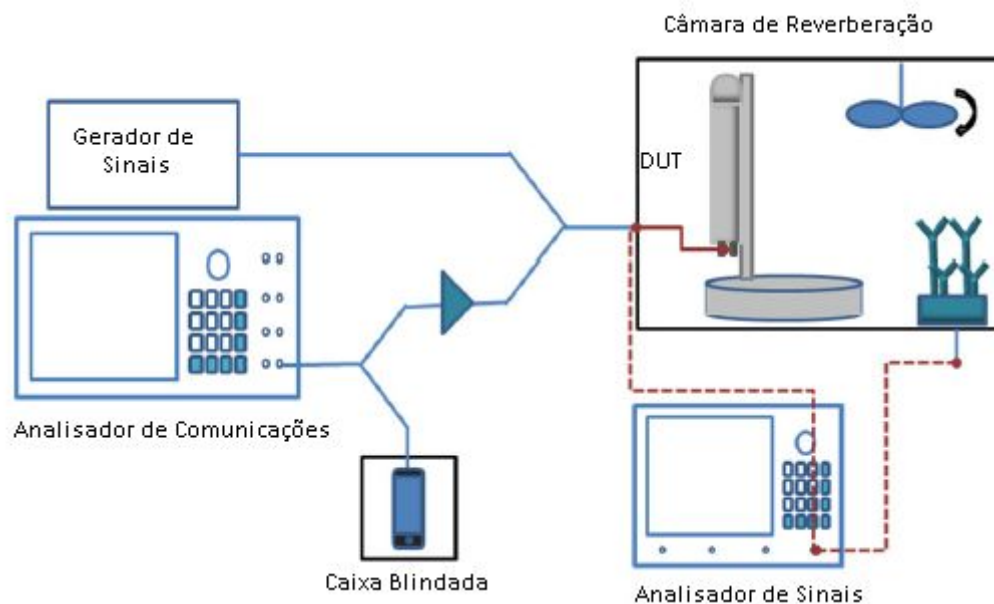 Câmara de Reverberação
Gerador de
Sinais
DUT
Analisador de Comunicações
Caixa Blindada
Analisador de Sinais